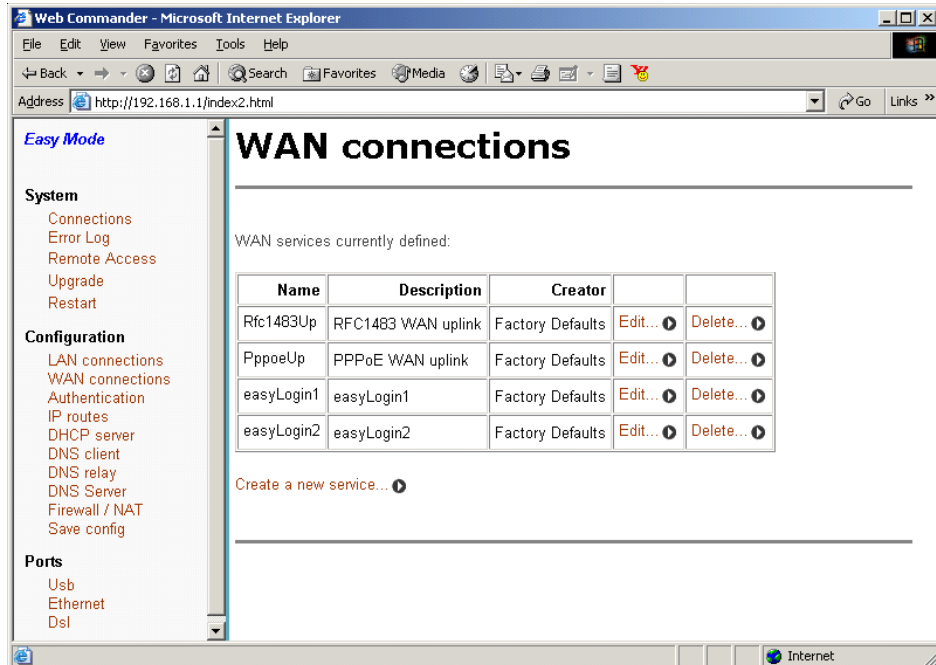 Web Commander - Microsoft Internet Explorer
File Edit View Favorites Tools Help
Back Search Favorites Media
Address http://192.168.1.1/index2.html Go Links »
Easy Mode
System
Connections
Error Log
Remote Access
Upgrade
Restart
Configuration
LAN connections
WAN connections
Authentication
IP routes
DHCP server
DNS client
DNS relay
DNS Server
Firewall / NAT
Save config
Ports
Usb
Ethernet
Dsl
WAN connections
WAN services currently defined:
Name Description Creator
Rfc1483Up RFC1483 WAN uplink Factory Defaults Edit... Delete...
PppoeUp PPPoE WAN uplink Factory Defaults Edit... Delete...
easyLogin1 easyLogin1 Factory Defaults Edit... Delete...
easyLogin2 easyLogin2 Factory Defaults Edit... Delete...
Create a new service...
Internet